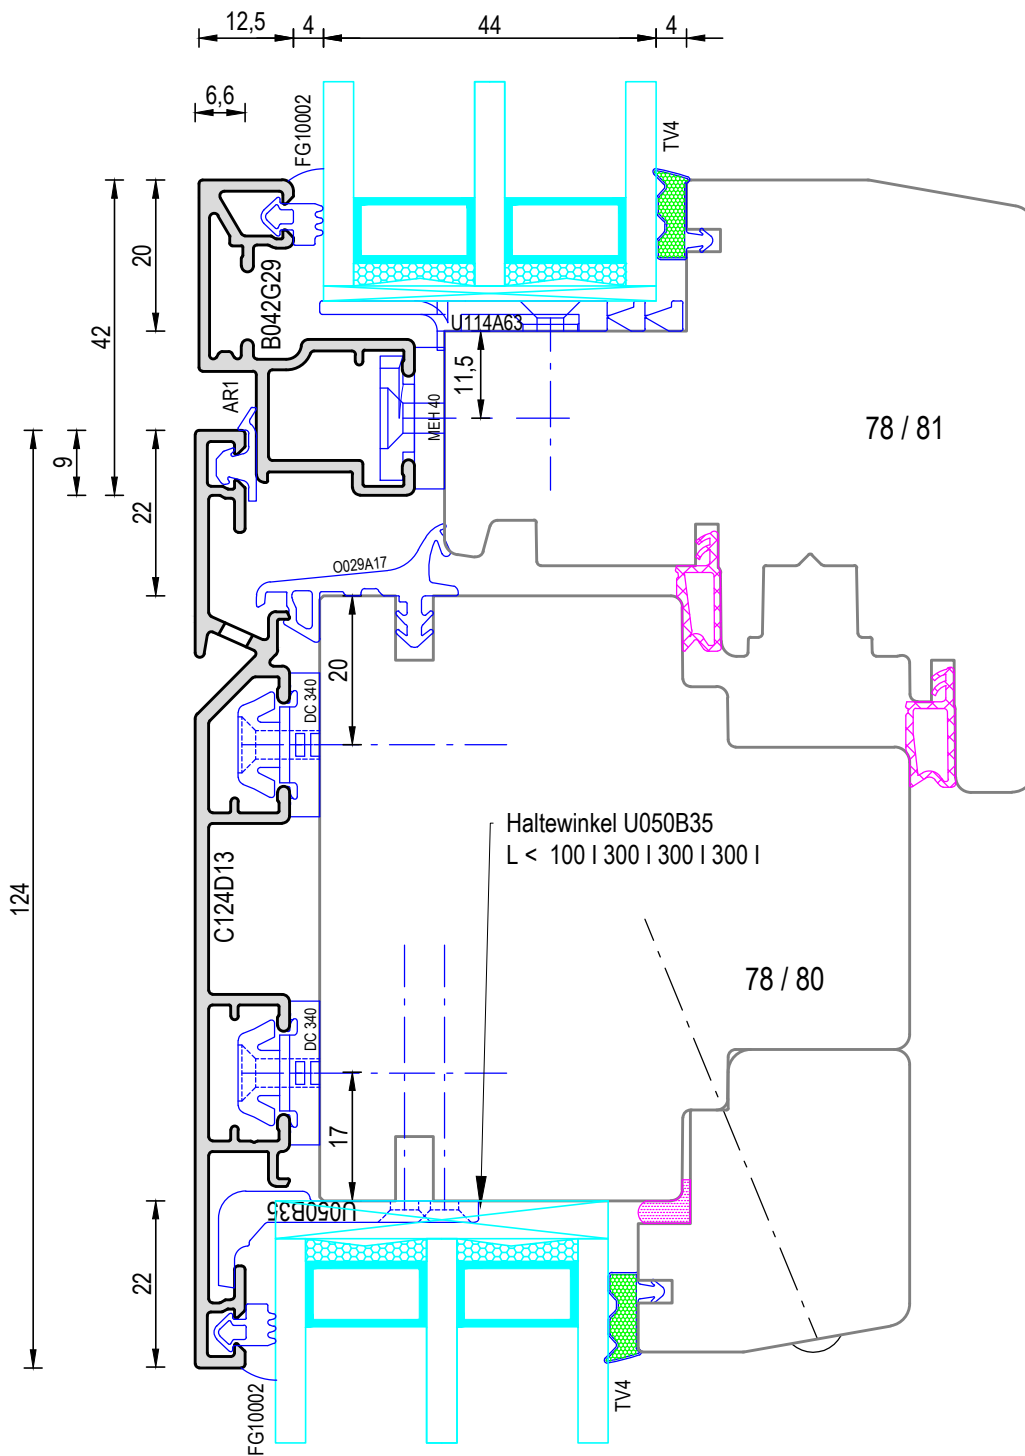 12,5
4
44
4
6,6
FG10002
TV4
20
42
B042G29
U114A63
11,5
AR1
MEH 40
78 / 81
9
22
O029A17
20
DC 340
Haltewinkel U050B35
L < 100 I 300 I 300 I 300 I
124
C124D13
78 / 80
DC 340
17
U050B35
22
FG10002
TV4